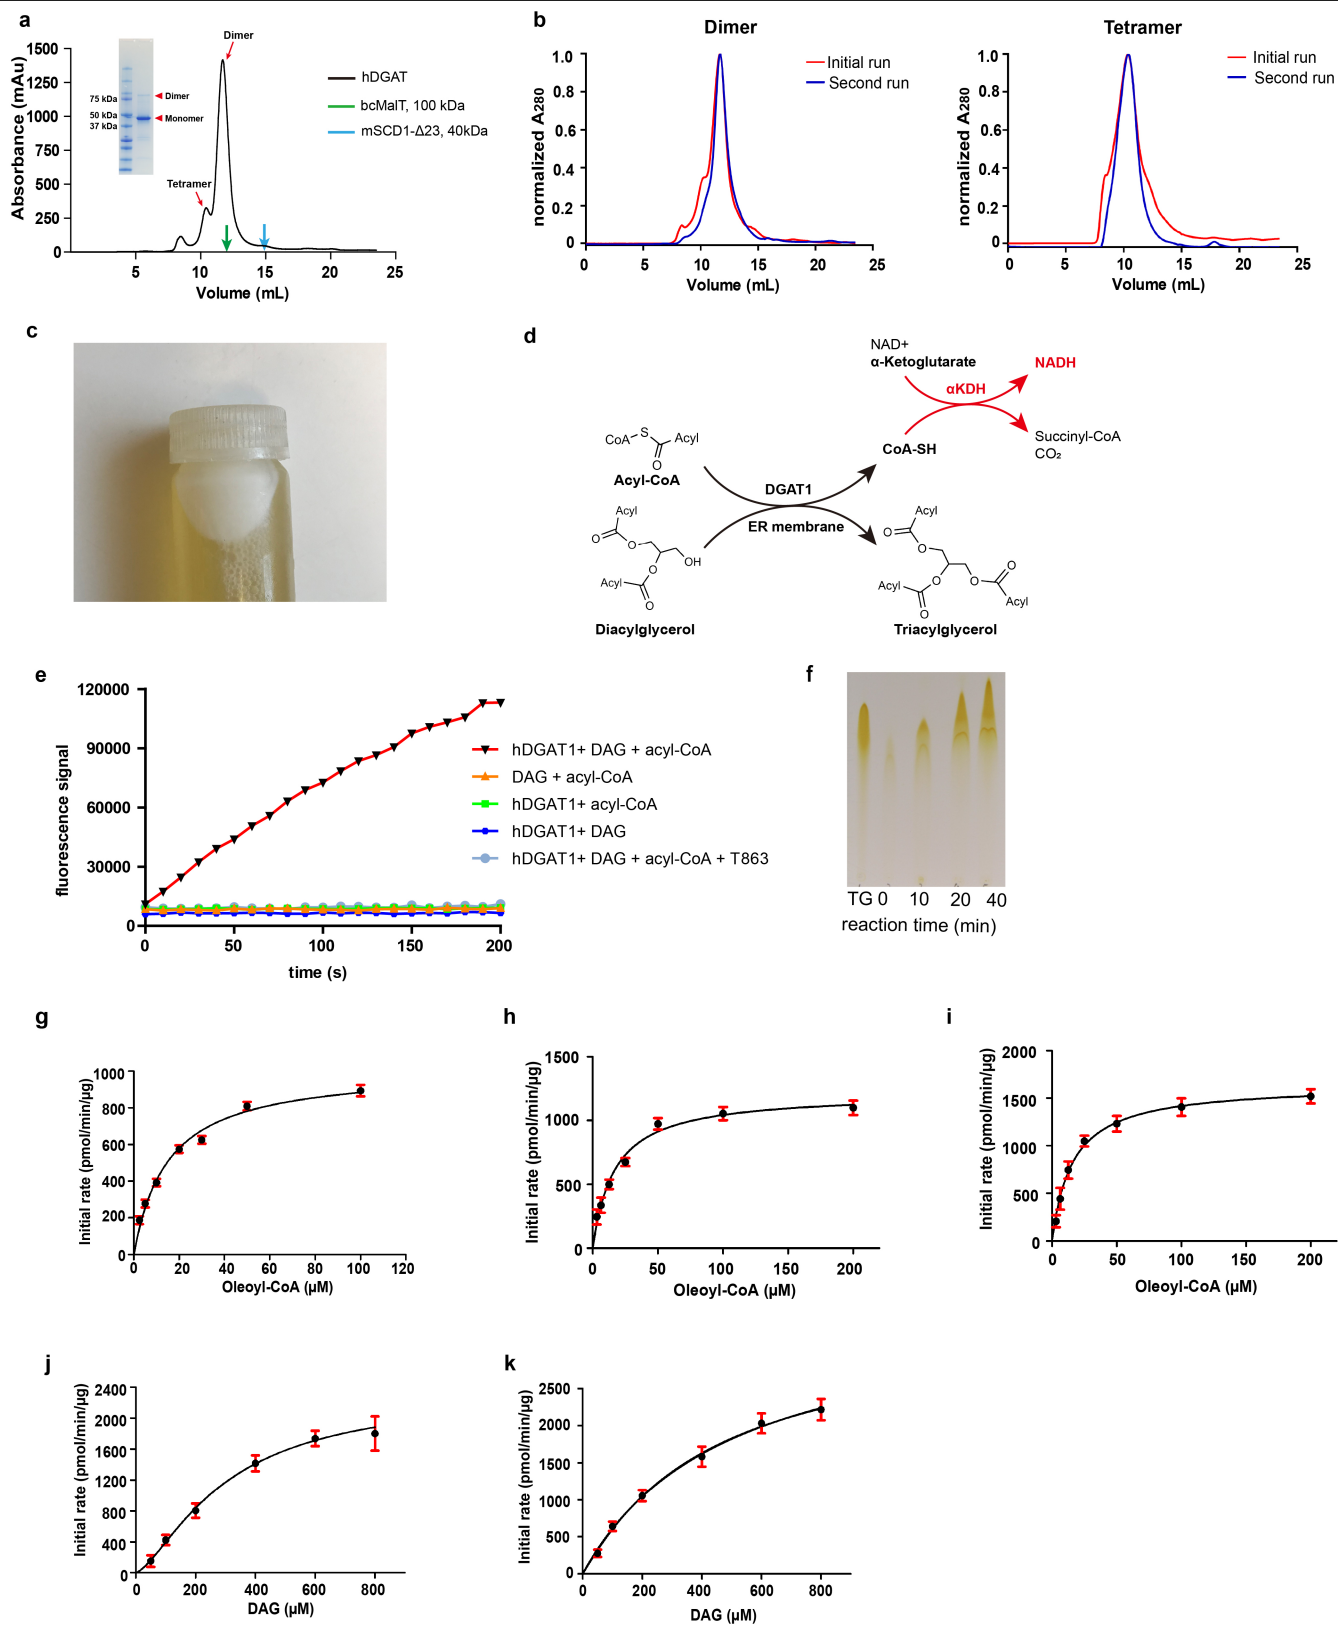 a
Absorbance (mAu)
1500
1250
1000
750
500
250
0
5
10
15
20
25
Volume (mL)
75 kDa
50 kDa
37 kDa
Dimer
Monomer
Dimer
Tetramer
hDGAT
bcMalT, 100 kDa
mSCD1-Δ23, 40kDa
b
Dimer
normalized A280
1.0
0.8
0.6
0.4
0.2
0
0
5
10
15
20
25
Volume (mL)
Initial run
Second run
Tetramer
normalized A280
1.0
0.8
0.6
0.4
0.2
0
0
5
10
15
20
25
Volume (mL)
Initial run
Second run
c
d
NAD+
α-Ketoglutarate
NADH
αKDH
CoA-SH
Succinyl-CoA
CO₂
CoA
S
Acyl
O
Acyl-CoA
DGAT1
ER membrane
Acyl
O
O
OH
O
Acyl
O
Diacylglycerol
Acyl
O
O
O
O
O
Acyl
O
Acyl
Triacylglycerol
e
fluorescence signal
120000
90000
60000
30000
0
0
50
100
150
200
time (s)
hDGAT1+ DAG + acyl-CoA
DAG + acyl-CoA
hDGAT1+ acyl-CoA
hDGAT1+ DAG
hDGAT1+ DAG + acyl-CoA + T863
f
TG 0 10 20 40
reaction time (min)
g
Initial rate (pmol/min/µg)
1000
800
600
400
200
0
0
20
40
60
80
100
120
Oleoyl-CoA (µM)
h
Initial rate (pmol/min/µg)
1500
1000
500
0
0
50
100
150
200
Oleoyl-CoA (µM)
i
Initial rate (pmol/min/µg)
2000
1500
1000
500
0
0
50
100
150
200
Oleoyl-CoA (µM)
j
Initial rate (pmol/min/µg)
2400
2000
1600
1200
800
400
0
0
200
400
600
800
DAG (µM)
k
Initial rate (pmol/min/µg)
2500
2000
1500
1000
500
0
0
200
400
600
800
DAG (µM)